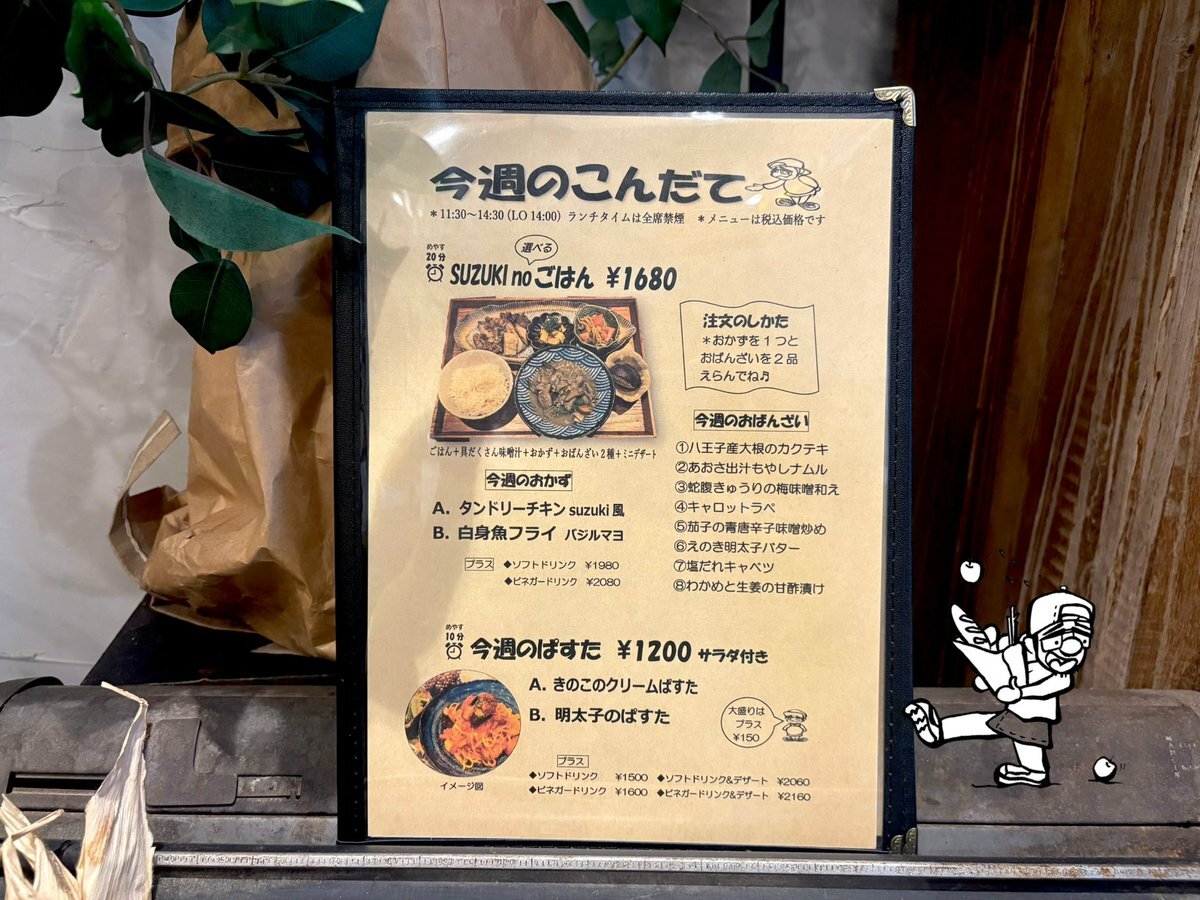 今週のこんだて
＊11:30〜14:30 (LO 14:00) ランチタイムは全席禁煙 ＊メニューは税込価格です
めやす
20分
選べる
SUZUKI no ごはん ¥1680
注文のしかた
＊おかずを1つと
おばんざいを2品
えらんでね♫
ごはん＋具だくさん味噌汁＋おかず＋おばんざい2種＋ミニデザート
今週のおかず
A. タンドリーチキン suzuki 風
B. 白身魚フライ バジルマヨ
プラス ◆ソフトドリンク ¥1980
◆ビネガードリンク ¥2080
今週のおばんざい
①八王子産大根のカクテキ
②あおさ出汁もやしナムル
③蛇腹きゅうりの梅味噌和え
④キャロットラペ
⑤茄子の青唐辛子味噌炒め
⑥えのき明太子バター
⑦塩だれキャベツ
⑧わかめと生姜の甘酢漬け
めやす
10分
今週のぱすた ¥1200 サラダ付き
A. きのこのクリームぱすた
B. 明太子のぱすた
大盛りは
プラス
¥150
イメージ図
プラス
◆ソフトドリンク ¥1500 ◆ソフトドリンク&デザート ¥2060
◆ビネガードリンク ¥1600 ◆ビネガードリンク&デザート ¥2160